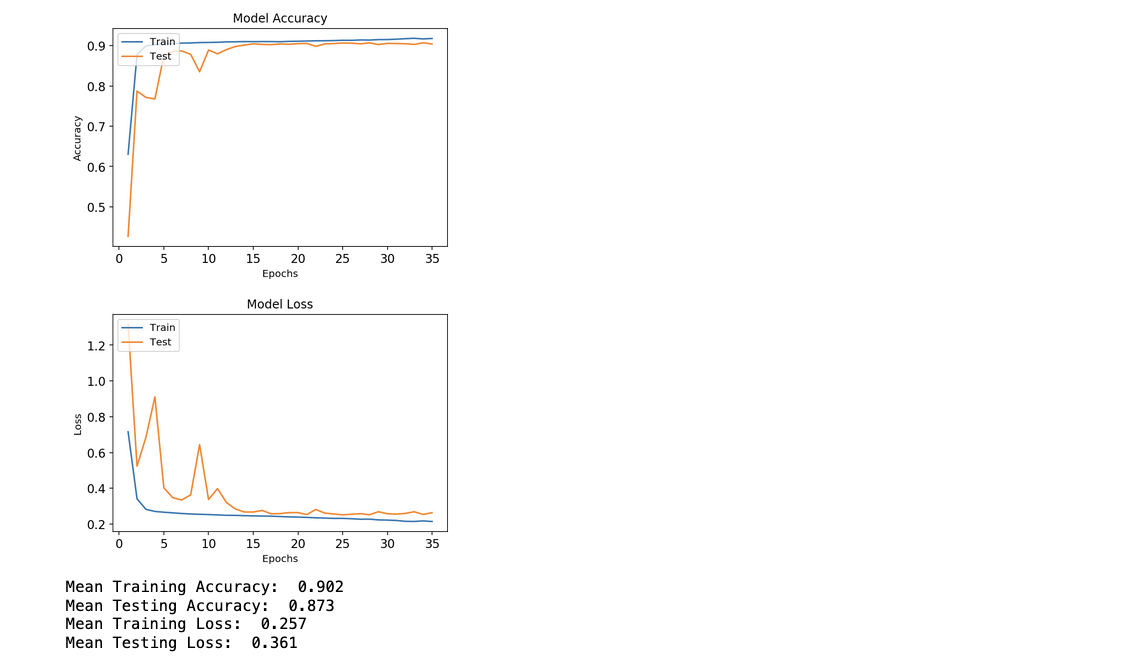 Model Accuracy
Train
Test
0.9
0.8
0.7
0.6
0.5
Accuracy
0 5 10 15 20 25 30 35
Epochs
Model Loss
Train
Test
1.2
1.0
0.8
0.6
0.4
0.2
Loss
0 5 10 15 20 25 30 35
Epochs
Mean Training Accuracy:  0.902
Mean Testing Accuracy:  0.873
Mean Training Loss:  0.257
Mean Testing Loss:  0.361